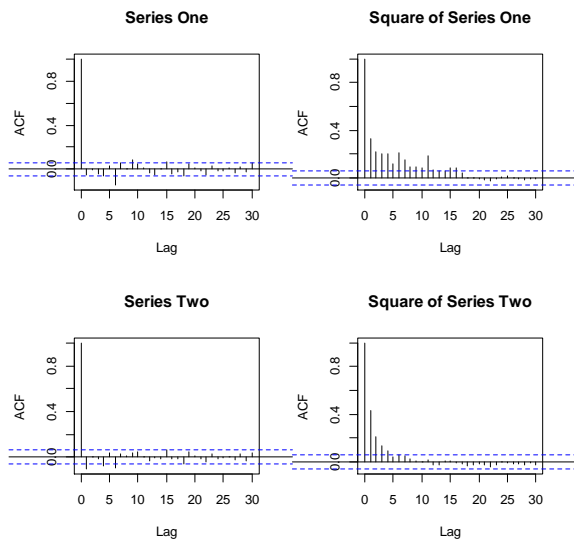 Series One
ACF
0.0
0.4
0.8
0 5 10 15 20 25 30
Lag
Square of Series One
ACF
0.0
0.4
0.8
0 5 10 15 20 25 30
Lag
Series Two
ACF
0.0
0.4
0.8
0 5 10 15 20 25 30
Lag
Square of Series Two
ACF
0.0
0.4
0.8
0 5 10 15 20 25 30
Lag